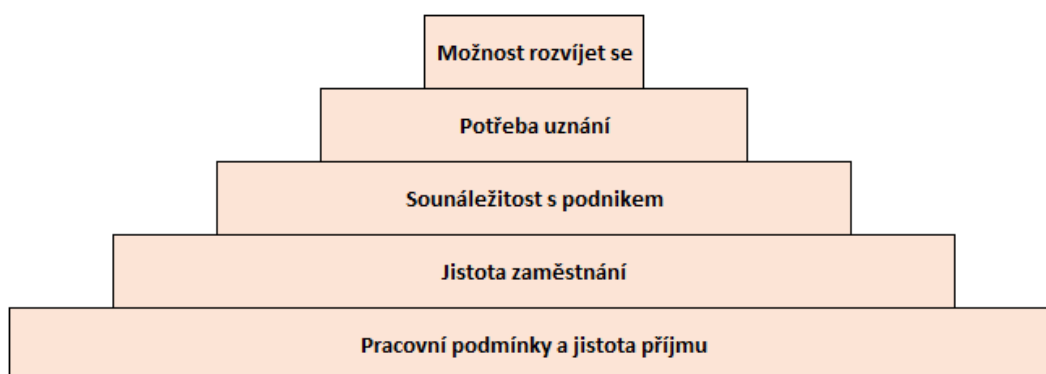 Možnost rozvíjet se
Potřeba uznání
Sounáležitost s podnikem
Jistota zaměstnání
Pracovní podmínky a jistota příjmu